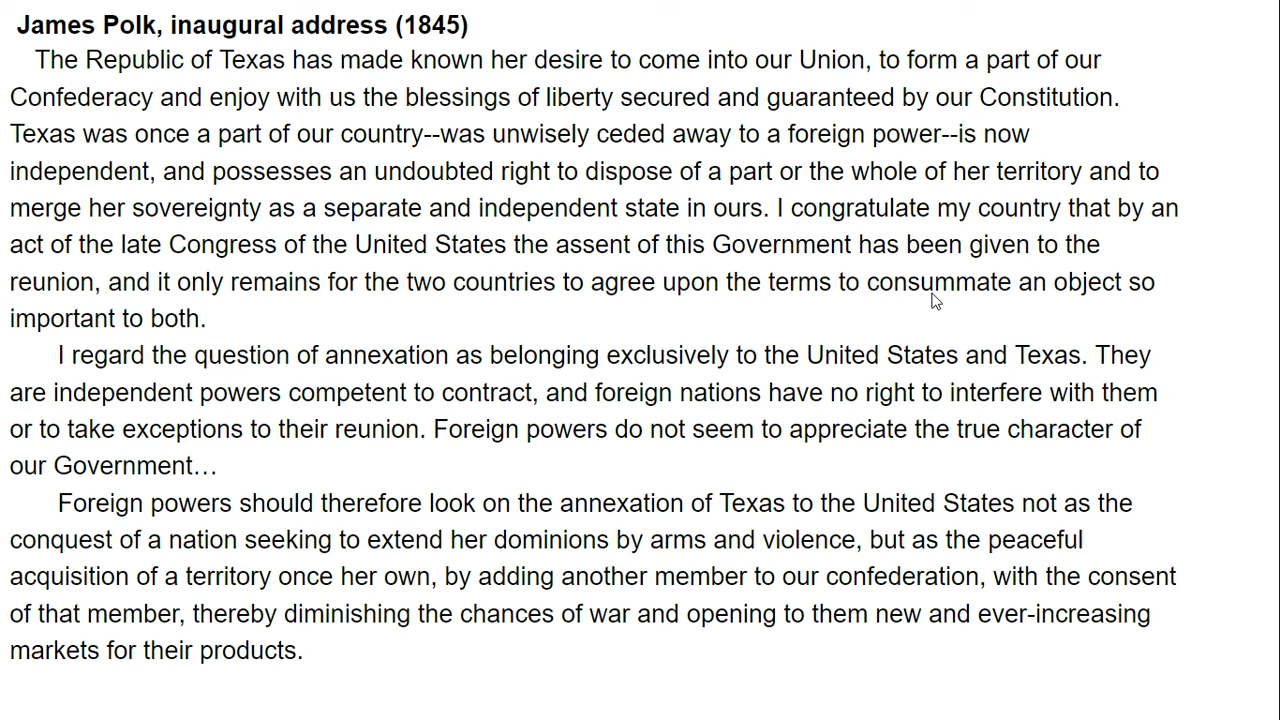 James Polk, inaugural address (1845)
The Republic of Texas has made known her desire to come into our Union, to form a part of our
Confederacy and enjoy with us the blessings of liberty secured and guaranteed by our Constitution.
Texas was once a part of our country--was unwisely ceded away to a foreign power--is now
independent, and possesses an undoubted right to dispose of a part or the whole of her territory and to
merge her sovereignty as a separate and independent state in ours. I congratulate my country that by an
act of the late Congress of the United States the assent of this Government has been given to the
reunion, and it only remains for the two countries to agree upon the terms to consummate an object so
important to both.
I regard the question of annexation as belonging exclusively to the United States and Texas. They
are independent powers competent to contract, and foreign nations have no right to interfere with them
or to take exceptions to their reunion. Foreign powers do not seem to appreciate the true character of
our Government…
Foreign powers should therefore look on the annexation of Texas to the United States not as the
conquest of a nation seeking to extend her dominions by arms and violence, but as the peaceful
acquisition of a territory once her own, by adding another member to our confederation, with the consent
of that member, thereby diminishing the chances of war and opening to them new and ever-increasing
markets for their products.